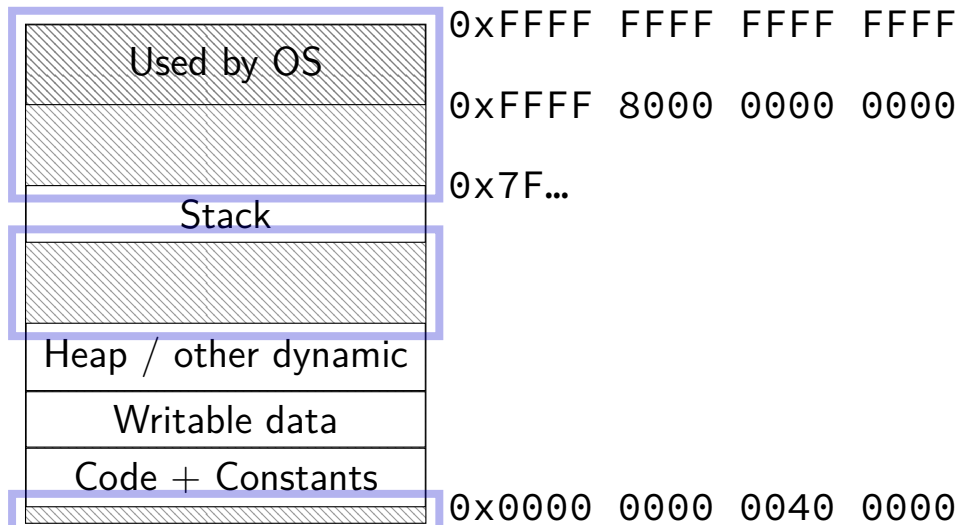 0xFFFF FFFF FFFF FFFF
Used by OS
0xFFFF 8000 0000 0000
0x7F…
Stack
Heap / other dynamic
Writable data
Code + Constants
0x0000 0000 0040 0000